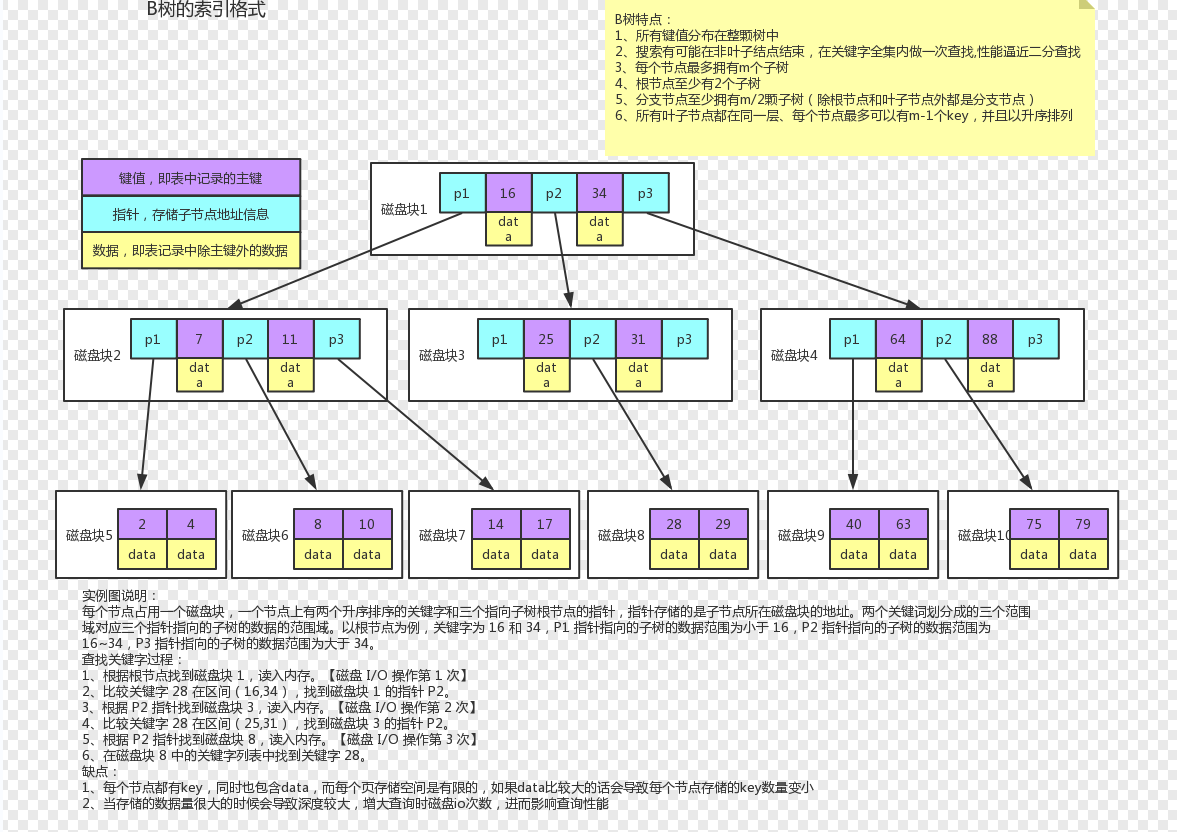 B树的索引格式
B树特点：
1、所有键值分布在整颗树中
2、搜索有可能在非叶子结点结束，在关键字全集内做一次查找,性能逼近二分查找
3、每个节点最多拥有m个子树
4、根节点至少有2个子树
5、分支节点至少拥有m/2颗子树（除根节点和叶子节点外都是分支节点）
6、所有叶子节点都在同一层、每个节点最多可以有m-1个key，并且以升序排列
键值，即表中记录的主键
指针，存储子节点地址信息
数据，即表记录中除主键外的数据
磁盘块1
p1 16 p2 34 p3
dat dat
a a
磁盘块2
p1 7 p2 11 p3
dat dat
a a
磁盘块3
p1 25 p2 31 p3
dat dat
a a
磁盘块4
p1 64 p2 88 p3
dat dat
a a
磁盘块5
2 4
data data
磁盘块6
8 10
data data
磁盘块7
14 17
data data
磁盘块8
28 29
data data
磁盘块9
40 63
data data
磁盘块10
75 79
data data
实例图说明：
每个节点占用一个磁盘块，一个节点上有两个升序排序的关键字和三个指向子树根节点的指针，指针存储的是子节点所在磁盘块的地址。两个关键词划分成的三个范围
域对应三个指针指向的子树的数据的范围域。以根节点为例，关键字为 16 和 34，P1 指针指向的子树的数据范围为小于 16，P2 指针指向的子树的数据范围为
16~34，P3 指针指向的子树的数据范围为大于 34。
查找关键字过程：
1、根据根节点找到磁盘块 1，读入内存。【磁盘 I/O 操作第 1 次】
2、比较关键字 28 在区间（16,34），找到磁盘块 1 的指针 P2。
3、根据 P2 指针找到磁盘块 3，读入内存。【磁盘 I/O 操作第 2 次】
4、比较关键字 28 在区间（25,31），找到磁盘块 3 的指针 P2。
5、根据 P2 指针找到磁盘块 8，读入内存。【磁盘 I/O 操作第 3 次】
6、在磁盘块 8 中的关键字列表中找到关键字 28。
缺点：
1、每个节点都有key，同时也包含data，而每个页存储空间是有限的，如果data比较大的话会导致每个节点存储的key数量变小
2、当存储的数据量很大的时候会导致深度较大，增大查询时磁盘io次数，进而影响查询性能